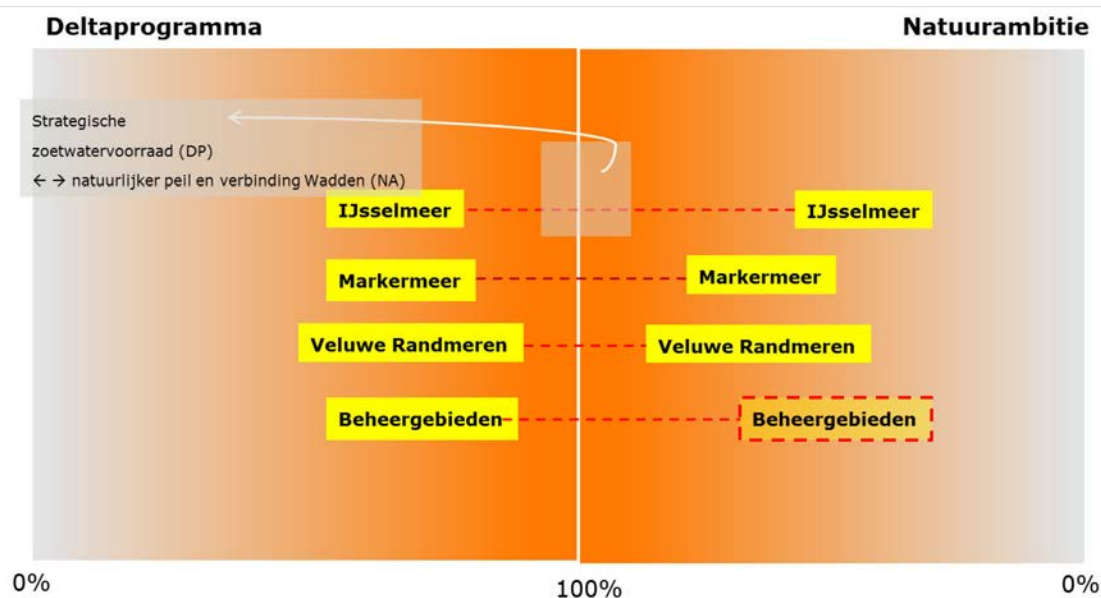 Deltaprogramma
Natuurambitie
Strategische
zoetwatervoorraad (DP)
← → natuurlijker peil en verbinding Wadden (NA)
IJsselmeer
IJsselmeer
Markermeer
Markermeer
Veluwe Randmeren
Veluwe Randmeren
Beheergebieden
Beheergebieden
0%
100%
0%